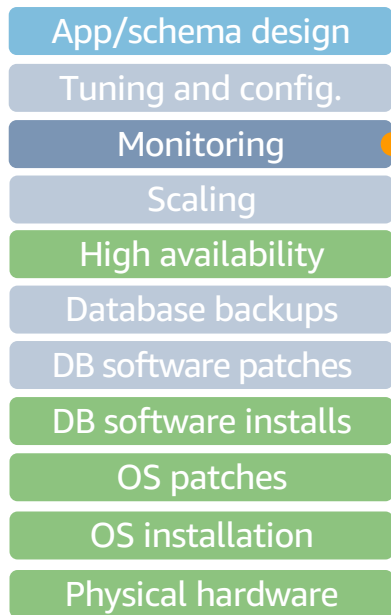 App/schema design
Tuning and config.
Monitoring
Scaling
High availability
Database backups
DB software patches
DB software installs
OS patches
OS installation
Physical hardware